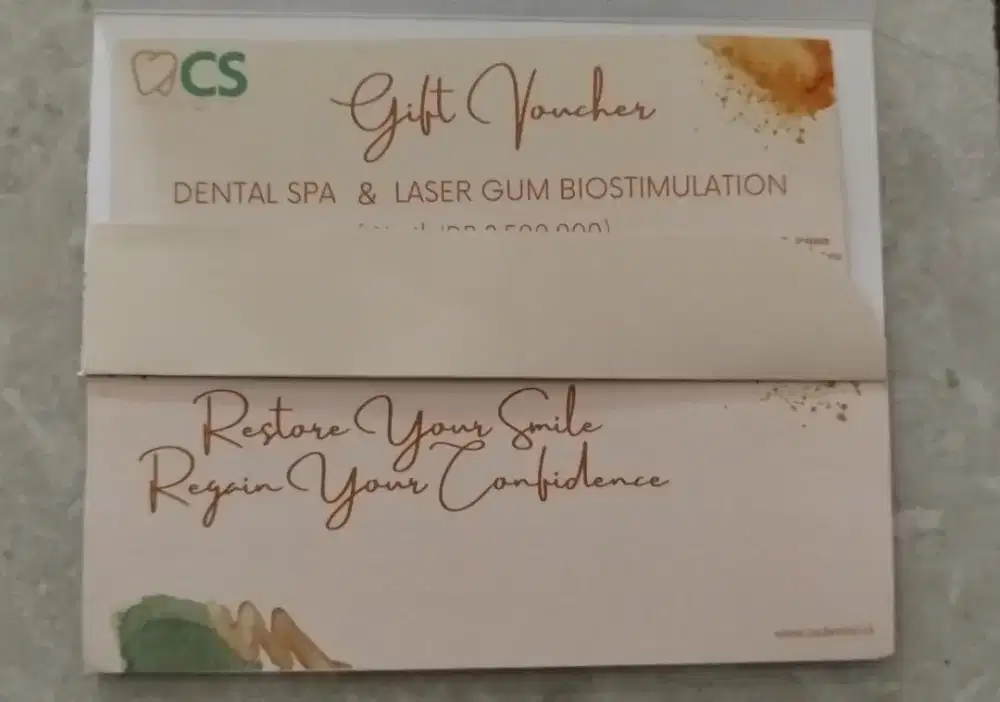 CS
Gift Voucher
DENTAL SPA & LASER GUM BIOSTIMULATION
Restore Your Smile
Regain Your Confidence